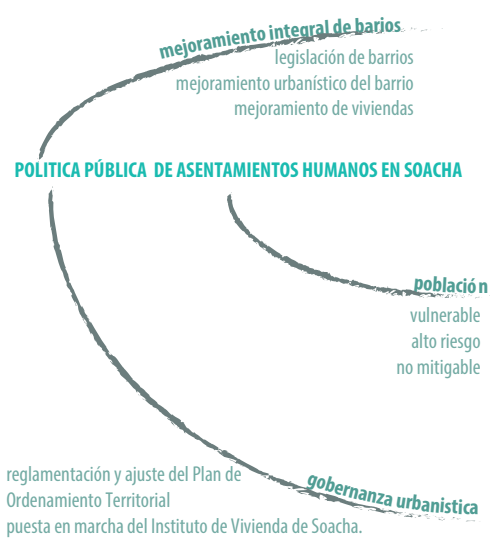 mejoramiento integral de barios
legislación de barrios
mejoramiento urbanístico del barrio
mejoramiento de viviendas
POLITICA PÚBLICA DE ASENTAMIENTOS HUMANOS EN SOACHA
población
vulnerable
alto riesgo
no mitigable
gobernanza urbanistica
reglamentación y ajuste del Plan de
Ordenamiento Territorial
puesta en marcha del Instituto de Vivienda de Soacha.